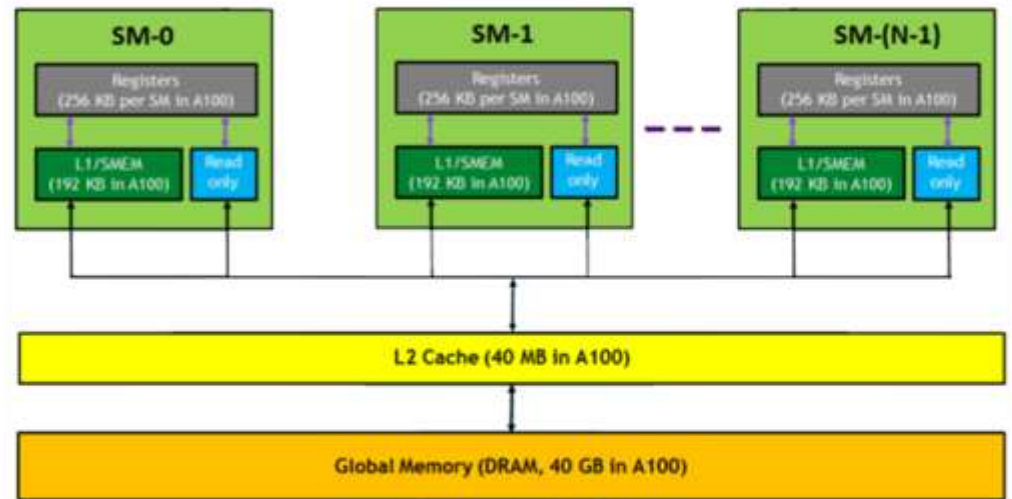 SM-0
Registers
(256 KB per SM in A100)
L1/SMEM
(192 KB in A100)
Read
only
SM-1
Registers
(256 KB per SM in A100)
L1/SMEM
(192 KB in A100)
Read
only
SM-(N-1)
Registers
(256 KB per SM in A100)
L1/SMEM
(192 KB in A100)
Read
only
L2 Cache (40 MB in A100)
Global Memory (DRAM, 40 GB in A100)